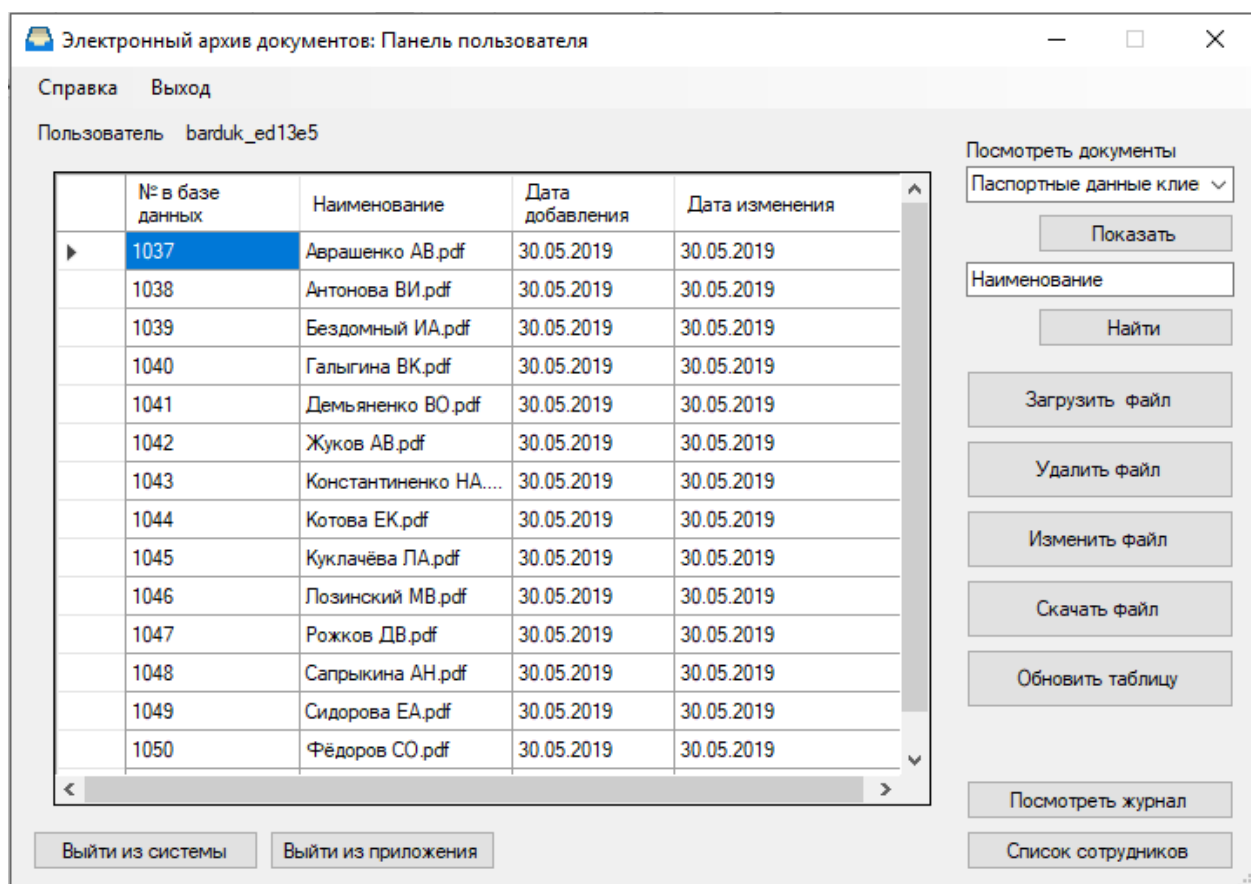 Электронный архив документов: Панель пользователя
Справка Выход
Пользователь barduk_ed13e5
№ в базе данных Наименование Дата добавления Дата изменения
1037 Аврашенко АВ.pdf 30.05.2019 30.05.2019
1038 Антонова ВИ.pdf 30.05.2019 30.05.2019
1039 Бездомный ИА.pdf 30.05.2019 30.05.2019
1040 Галыгина ВК.pdf 30.05.2019 30.05.2019
1041 Демьяненко ВО.pdf 30.05.2019 30.05.2019
1042 Жуков АВ.pdf 30.05.2019 30.05.2019
1043 Константиненко НА.... 30.05.2019 30.05.2019
1044 Котова ЕК.pdf 30.05.2019 30.05.2019
1045 Куклачёва ЛА.pdf 30.05.2019 30.05.2019
1046 Лозинский МВ.pdf 30.05.2019 30.05.2019
1047 Рожков ДВ.pdf 30.05.2019 30.05.2019
1048 Сапрыкина АН.pdf 30.05.2019 30.05.2019
1049 Сидорова ЕА.pdf 30.05.2019 30.05.2019
1050 Фёдоров СО.pdf 30.05.2019 30.05.2019
Посмотреть документы
Паспортные данные клие
Показать
Наименование
Найти
Загрузить файл
Удалить файл
Изменить файл
Скачать файл
Обновить таблицу
Посмотреть журнал
Список сотрудников
Выйти из системы Выйти из приложения